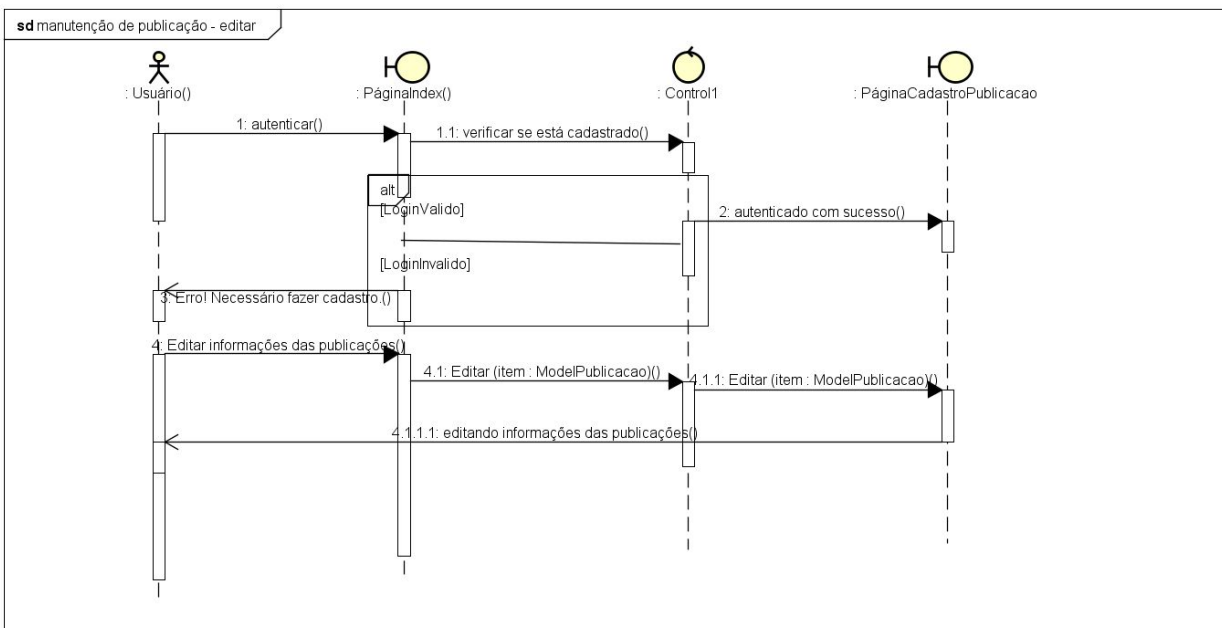 sd manutenção de publicação - editar
: Usuário()
: PáginaIndex()
: Control1
: PáginaCadastroPublicacao
1: autenticar()
1.1: verificar se está cadastrado()
alt
[LoginValido]
2: autenticado com sucesso()
[LoginInvalido]
3: Erro! Necessário fazer cadastro.()
4: Editar informações das publicações()
4.1: Editar (item : ModelPublicacao)()
4.1.1: Editar (item : ModelPublicacao)()
4.1.1.1: editando informações das publicações()